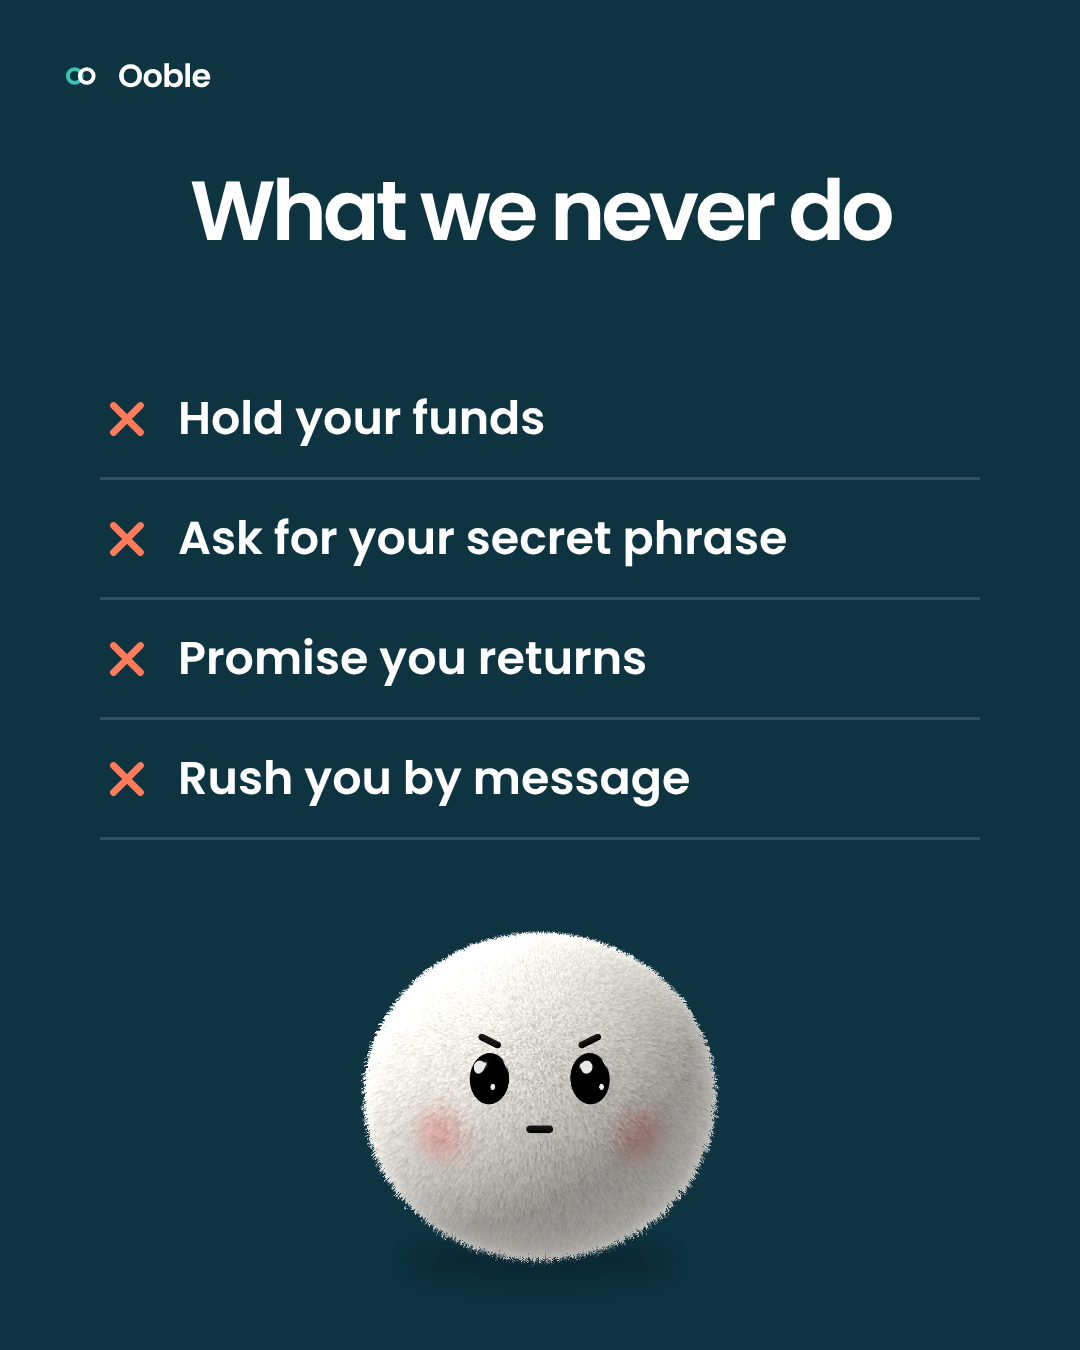 Ooble
What we never do
Hold your funds
Ask for your secret phrase
Promise you returns
Rush you by message